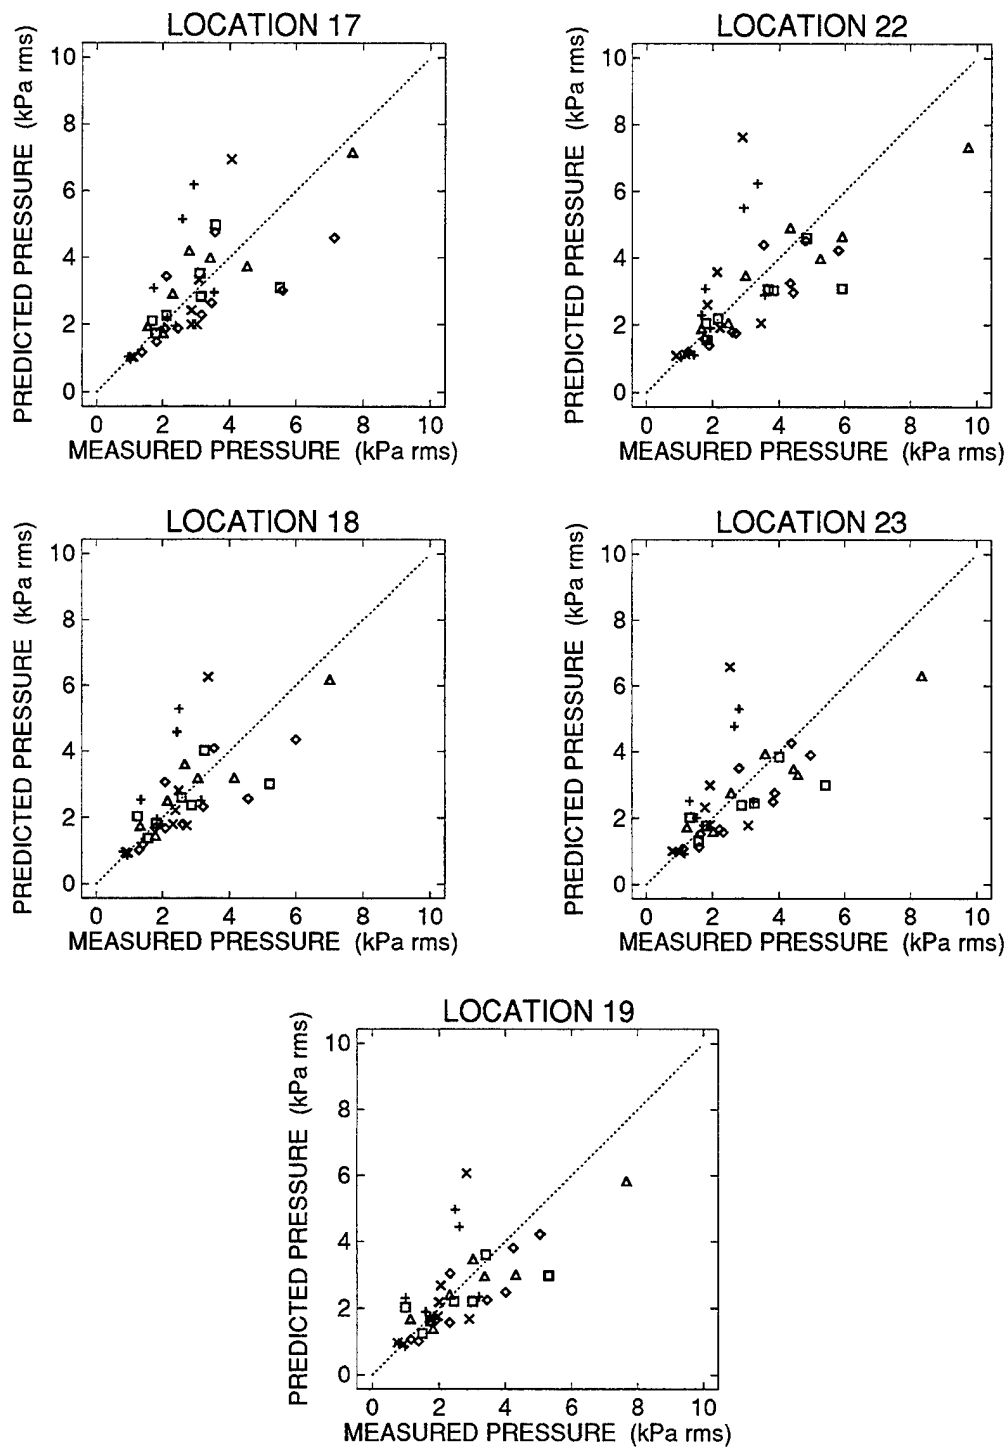 LOCATION 17
PREDICTED PRESSURE (kPa rms)
10
8
6
4
2
0
0 2 4 6 8 10
MEASURED PRESSURE (kPa rms)
LOCATION 22
PREDICTED PRESSURE (kPa rms)
10
8
6
4
2
0
0 2 4 6 8 10
MEASURED PRESSURE (kPa rms)
LOCATION 18
PREDICTED PRESSURE (kPa rms)
10
8
6
4
2
0
0 2 4 6 8 10
MEASURED PRESSURE (kPa rms)
LOCATION 23
PREDICTED PRESSURE (kPa rms)
10
8
6
4
2
0
0 2 4 6 8 10
MEASURED PRESSURE (kPa rms)
LOCATION 19
PREDICTED PRESSURE (kPa rms)
10
8
6
4
2
0
0 2 4 6 8 10
MEASURED PRESSURE (kPa rms)